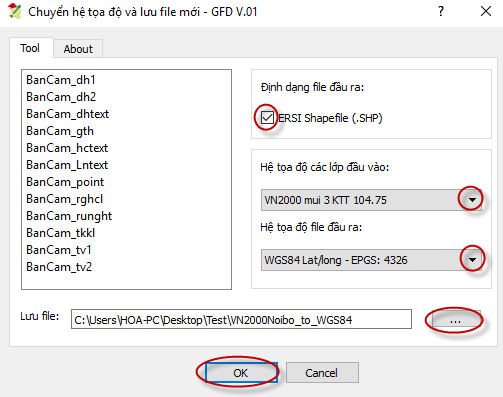 Chuyển hệ tọa độ và lưu file mới - GFD V.01
Tool
About
BanCam_dh1
BanCam_dh2
BanCam_dhtext
BanCam_gth
BanCam_hctext
BanCam_Lntext
BanCam_point
BanCam_rghcl
BanCam_runght
BanCam_tkkl
BanCam_tv1
BanCam_tv2
Định dạng file đầu ra:
ERSI Shapefile (.SHP)
Hệ tọa độ các lớp đầu vào:
VN2000 mui 3 KTT 104.75
Hệ tọa độ file đầu ra:
WGS84 Lat/long - EPGS: 4326
Lưu file:
C:\Users\HOA-PC\Desktop\Test\VN2000Noibo_to_WGS84
...
OK
Cancel